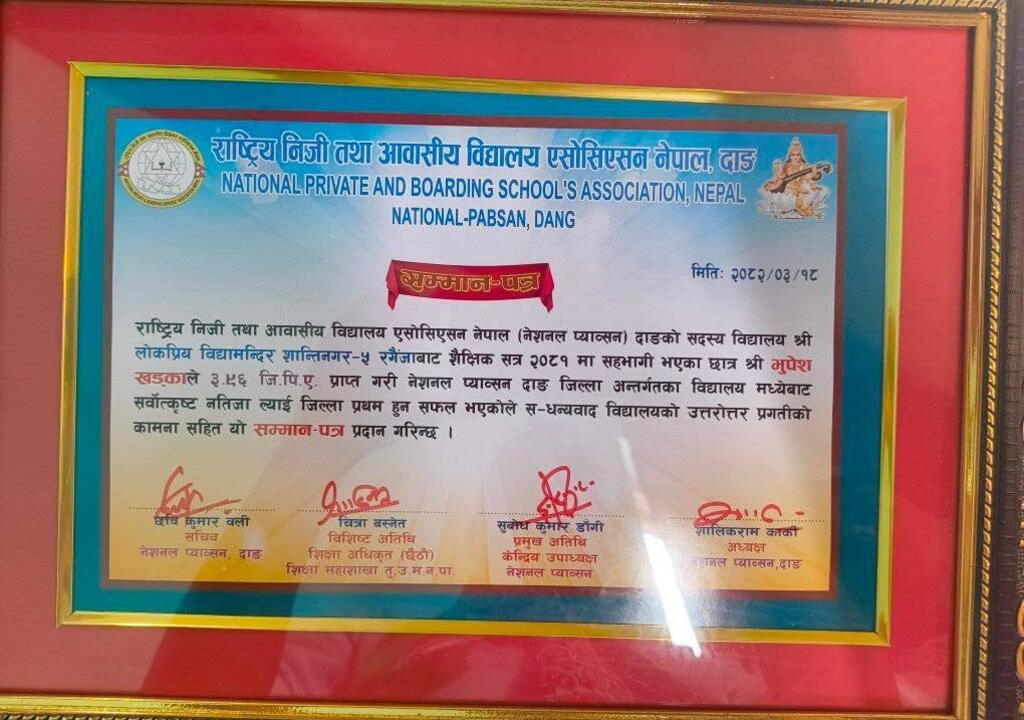 राष्ट्रिय निजी तथा आवासीय विद्यालय एसोसिएसन नेपाल, दाङ
NATIONAL PRIVATE AND BOARDING SCHOOL'S ASSOCIATION, NEPAL
NATIONAL-PABSAN, DANG
सम्मान-पत्र
मितिः २०८२/०३/१८
राष्ट्रिय निजी तथा आवासीय विद्यालय एसोसिएसन नेपाल (नेशनल प्याव्सन) दाङको सदस्य विद्यालय श्री
लोकप्रिय विद्यामन्दिर शान्तिनगर-५ रगैंजाबाट शैक्षिक सत्र २०८१ मा सहभागी भएका छात्र श्री भुपेश
खड्काले ३.९६ जि.पि.ए. प्राप्त गरी नेशनल प्याव्सन दाङ जिल्ला अन्तर्गतका विद्यालय मध्येबाट
सर्वोत्कृष्ट नतिजा ल्याई जिल्ला प्रथम हुन सफल भएकोले स-धन्यवाद विद्यालयको उत्तरोत्तर प्रगतीको
कामना सहित यो सम्मान-पत्र प्रदान गरिन्छ ।
छवि कुमार वली
सचिव
नेशनल प्याव्सन, दाङ
चित्रा बस्नेत
विशिष्ट अतिथि
शिक्षा अधिकृत (छैठौं)
शिक्षा महाशाखा तु.उ.म.न.पा.
सुबोध कुमार डाँगी
प्रमुख अतिथि
केन्द्रिय उपाध्यक्ष
नेशनल प्याव्सन
शालिकराम कार्की
अध्यक्ष
नेशनल प्याव्सन,दाङ